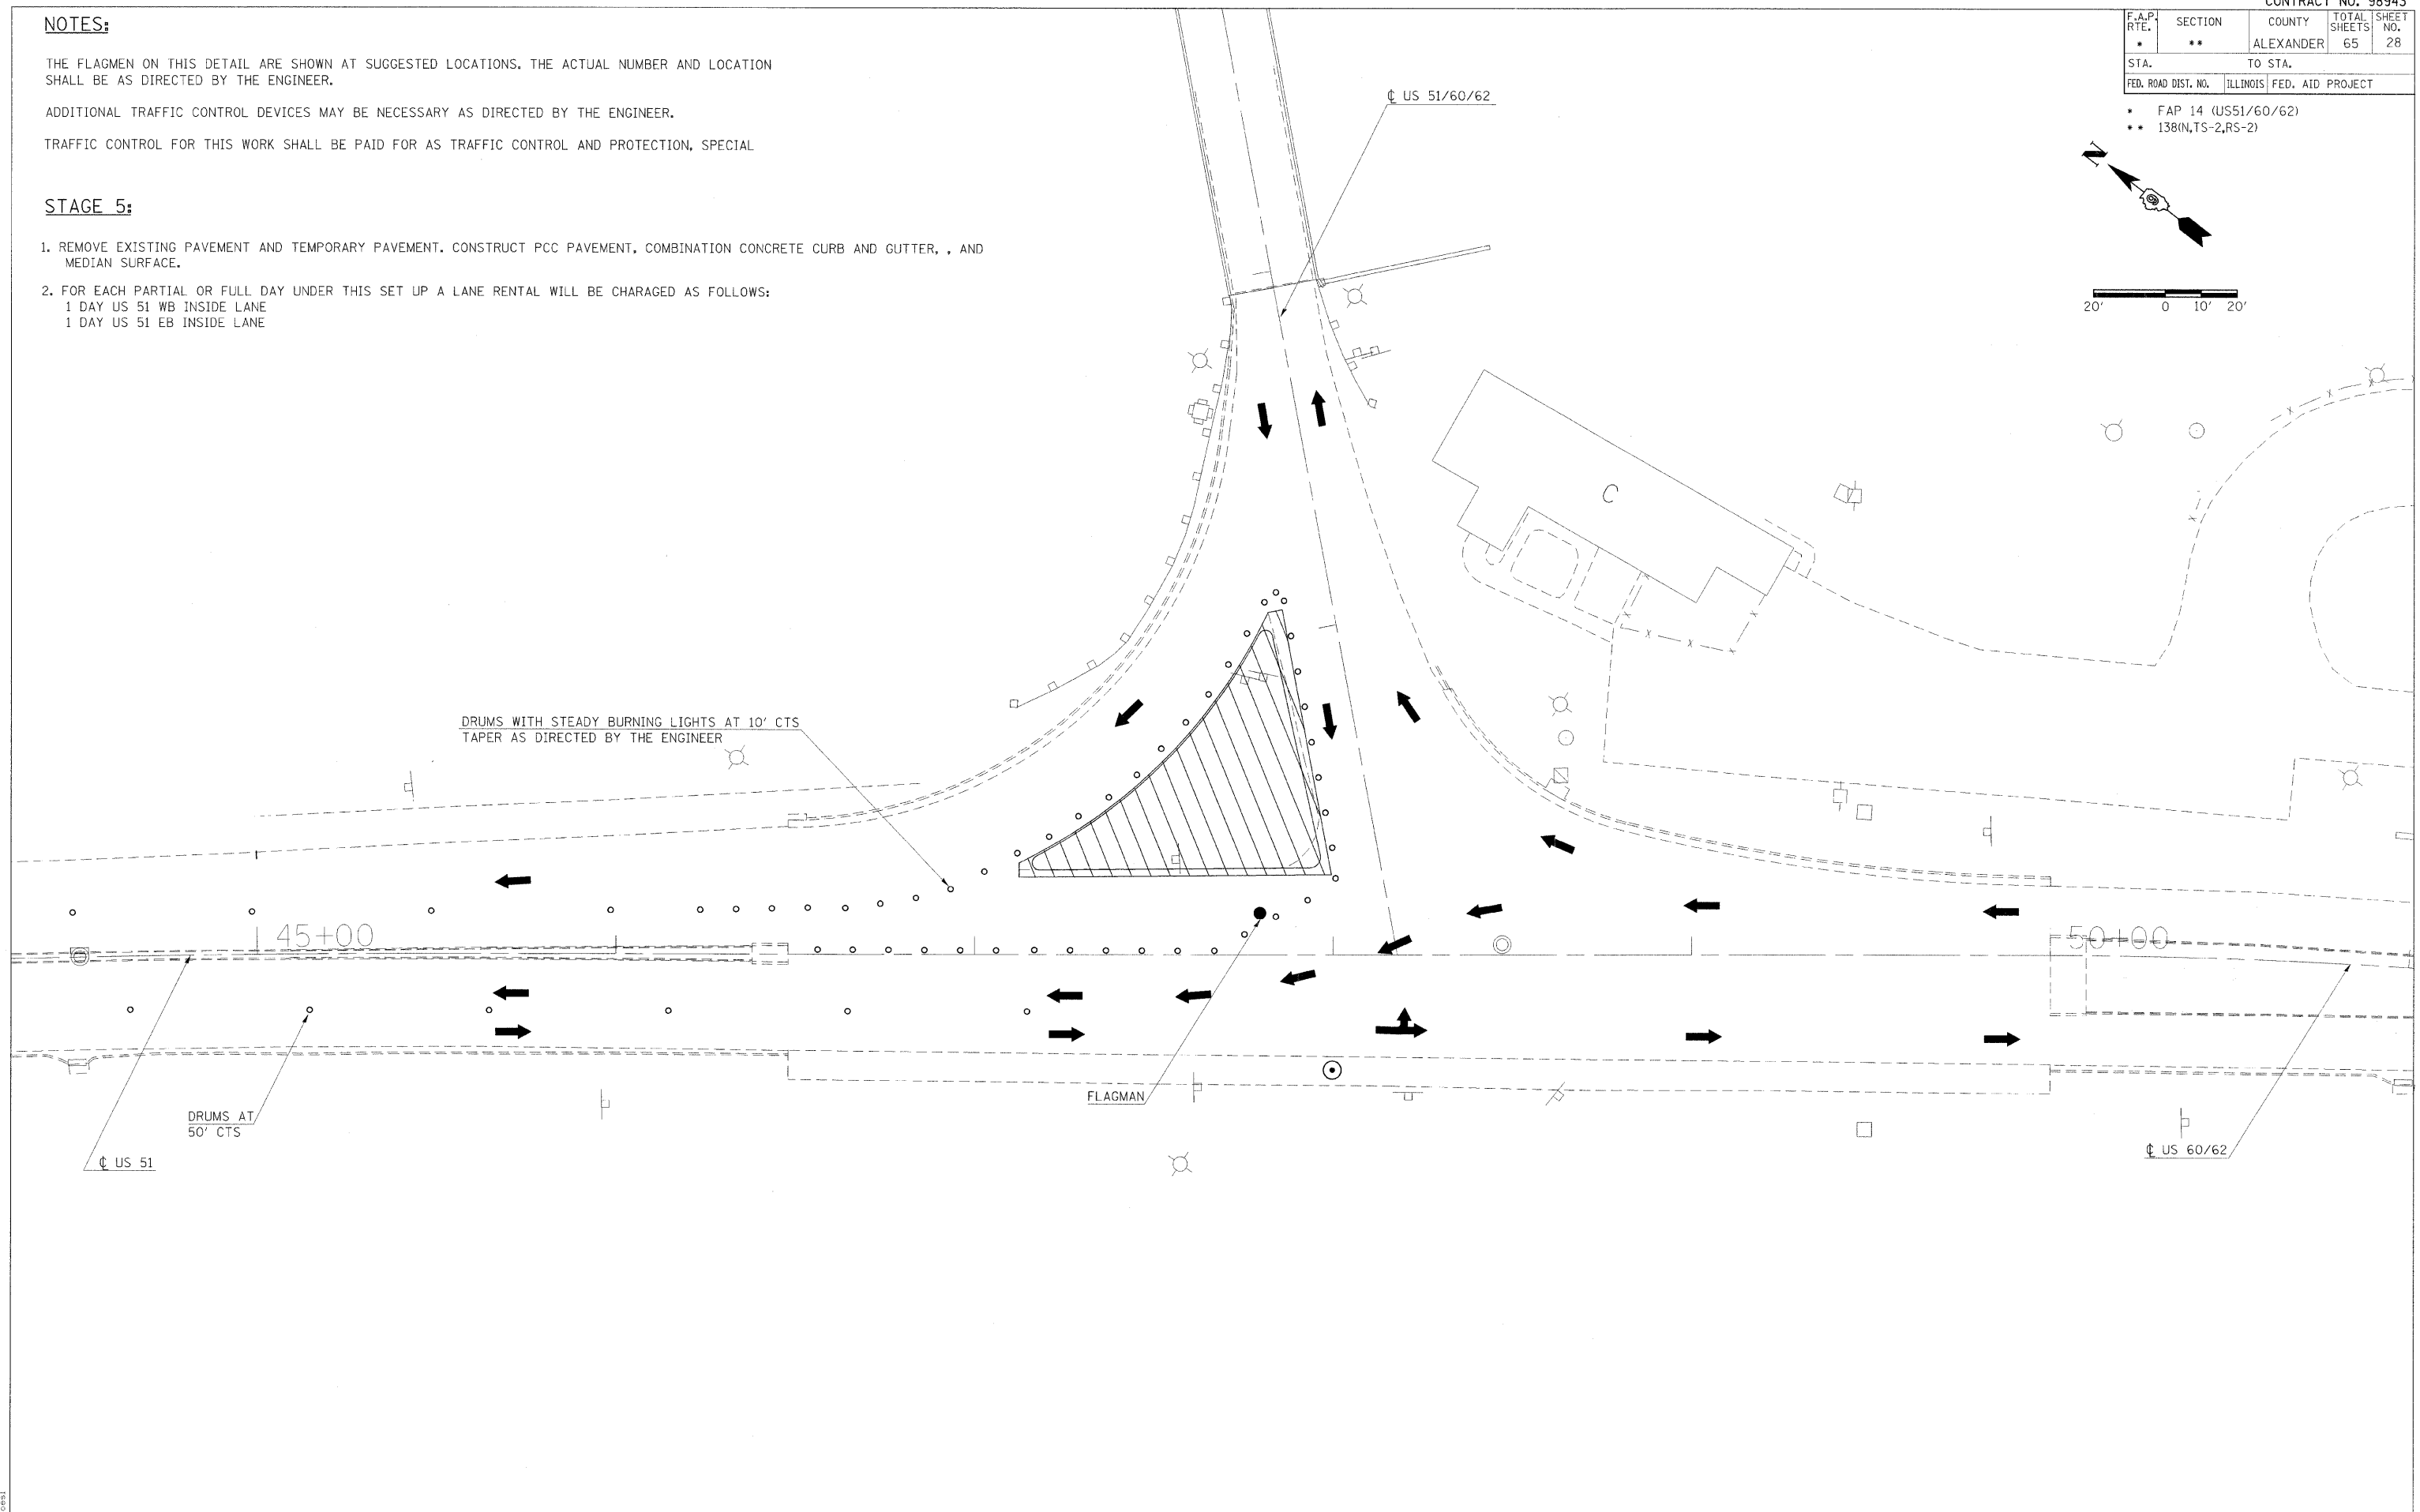 CONTRACT NO. 98943
F.A.P. RTE. SECTION COUNTY TOTAL SHEETS SHEET NO.
* ** ALEXANDER 65 28
STA. TO STA.
FED. ROAD DIST. NO. ILLINOIS FED. AID PROJECT
* FAP 14 (US51/60/62)
** 138(N,TS-2,RS-2)
NOTES:
THE FLAGMEN ON THIS DETAIL ARE SHOWN AT SUGGESTED LOCATIONS. THE ACTUAL NUMBER AND LOCATION
SHALL BE AS DIRECTED BY THE ENGINEER.
ADDITIONAL TRAFFIC CONTROL DEVICES MAY BE NECESSARY AS DIRECTED BY THE ENGINEER.
TRAFFIC CONTROL FOR THIS WORK SHALL BE PAID FOR AS TRAFFIC CONTROL AND PROTECTION, SPECIAL
STAGE 5:
1. REMOVE EXISTING PAVEMENT AND TEMPORARY PAVEMENT. CONSTRUCT PCC PAVEMENT, COMBINATION CONCRETE CURB AND GUTTER, , AND
MEDIAN SURFACE.
2. FOR EACH PARTIAL OR FULL DAY UNDER THIS SET UP A LANE RENTAL WILL BE CHARAGED AS FOLLOWS:
1 DAY US 51 WB INSIDE LANE
1 DAY US 51 EB INSIDE LANE
℄ US 51/60/62
N
20' 0 10' 20'
C
DRUMS WITH STEADY BURNING LIGHTS AT 10' CTS
TAPER AS DIRECTED BY THE ENGINEER
45+00
50+00
FLAGMAN
DRUMS AT
50' CTS
℄ US 51
℄ US 60/62